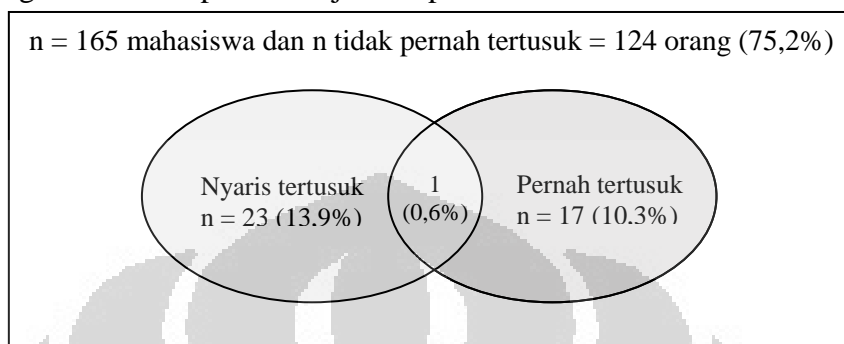 n = 165 mahasiswa dan n tidak pernah tertusuk = 124 orang (75,2%)
Nyaris tertusuk
n = 23 (13,9%)
1
(0,6%)
Pernah tertusuk
n = 17 (10,3%)